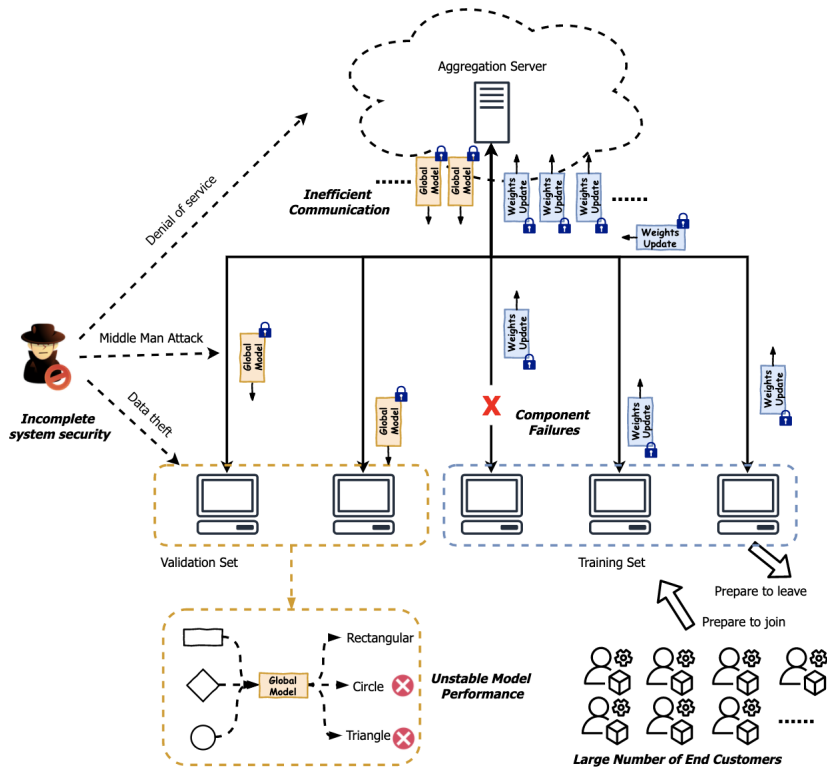 Aggregation Server
Global
Model
Global
Model
Weights
Update
Weights
Update
Weights
Update
Inefficient
Communication
Weights
Update
Denial of service
Middle Man Attack
Data theft
Incomplete
system security
Global
Model
Global
Model
Weights
Update
Component
Failures
Weights
Update
Weights
Update
Validation Set
Training Set
Prepare to leave
Prepare to join
Rectangular
Global
Model
Circle
Triangle
Unstable Model
Performance
Large Number of End Customers